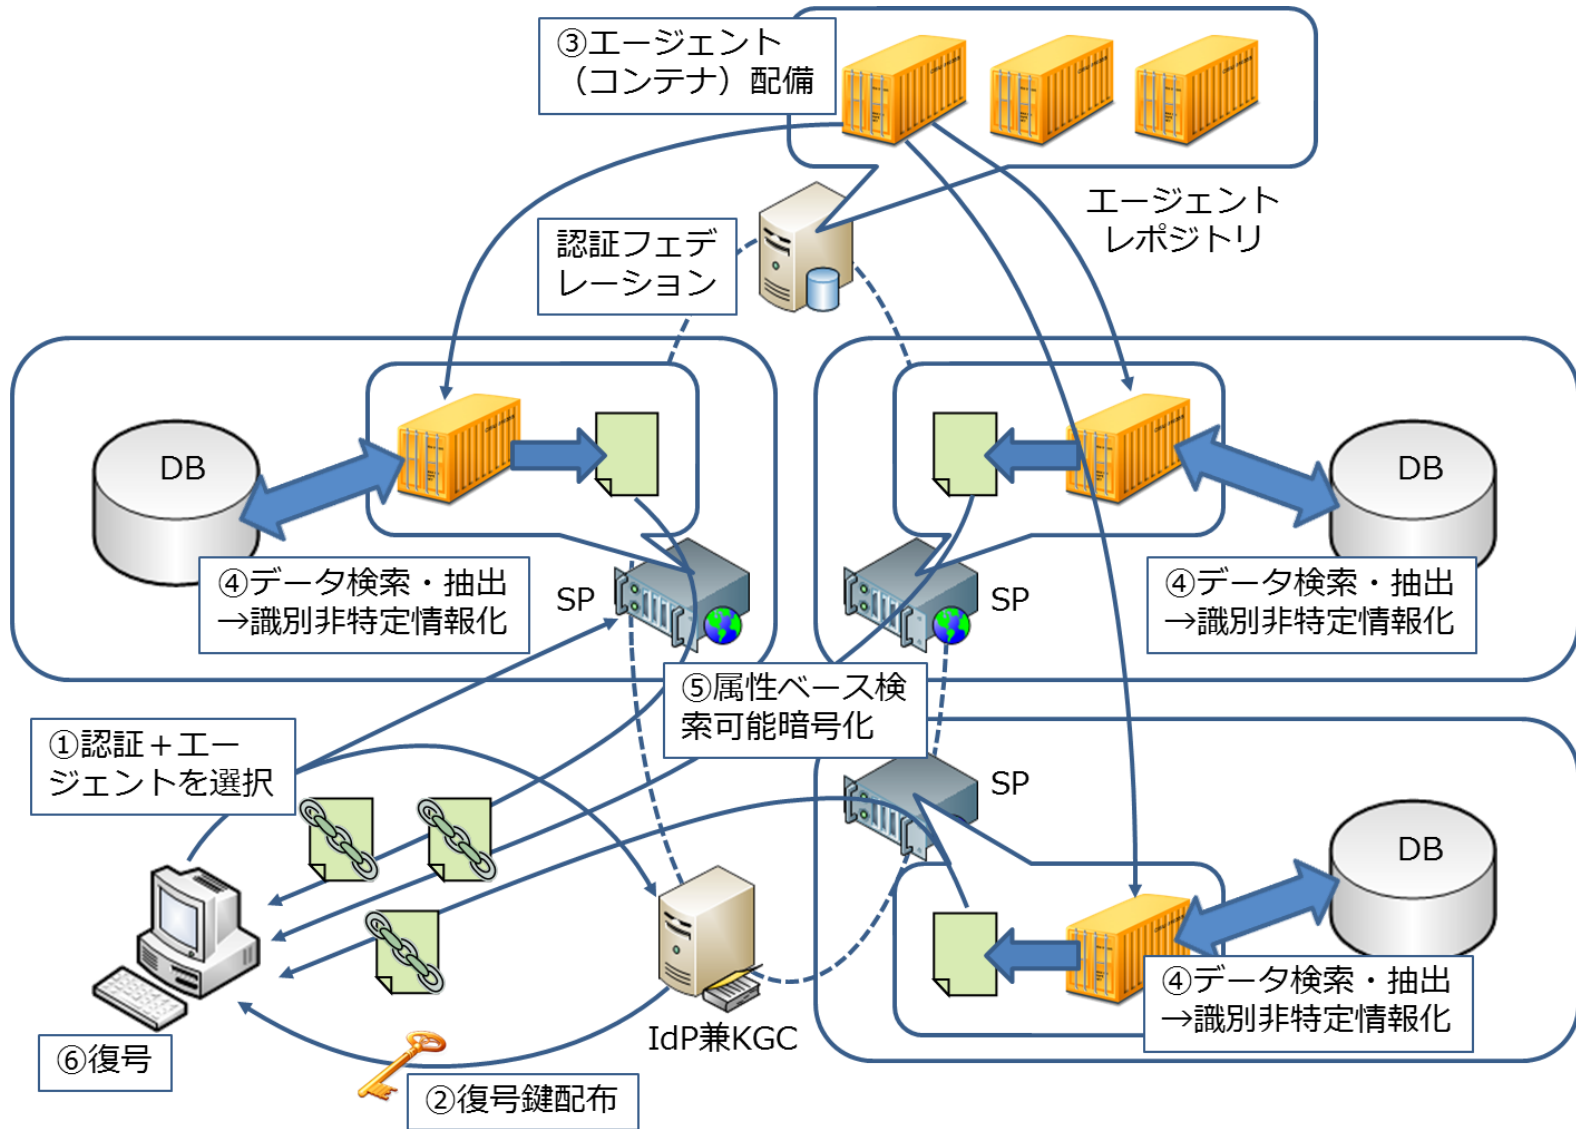 ③エージェント
（コンテナ）配備
エージェント
レポジトリ
認証フェデ
レーション
DB
④データ検索・抽出
→識別非特定情報化
SP
DB
④データ検索・抽出
→識別非特定情報化
SP
⑤属性ベース検
索可能暗号化
①認証＋エー
ジェントを選択
SP
DB
④データ検索・抽出
→識別非特定情報化
IdP兼KGC
⑥復号
②復号鍵配布